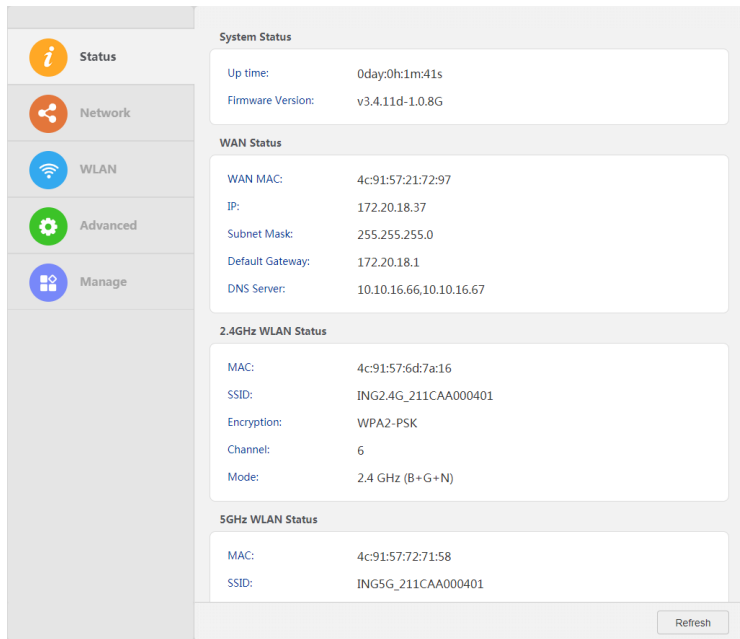 Status
Network
WLAN
Advanced
Manage
System Status
Up time: 0day:0h:1m:41s
Firmware Version: v3.4.11d-1.0.8G
WAN Status
WAN MAC: 4c:91:57:21:72:97
IP: 172.20.18.37
Subnet Mask: 255.255.255.0
Default Gateway: 172.20.18.1
DNS Server: 10.10.16.66,10.10.16.67
2.4GHz WLAN Status
MAC: 4c:91:57:6d:7a:16
SSID: ING2.4G_211CAA000401
Encryption: WPA2-PSK
Channel: 6
Mode: 2.4 GHz (B+G+N)
5GHz WLAN Status
MAC: 4c:91:57:72:71:58
SSID: ING5G_211CAA000401
Refresh